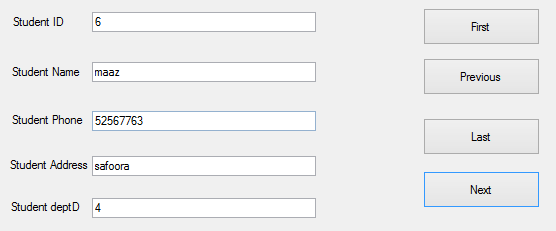 Student ID 6
First
Student Name maaz
Previous
Student Phone 52567763
Last
Student Address safoora
Next
Student deptD 4